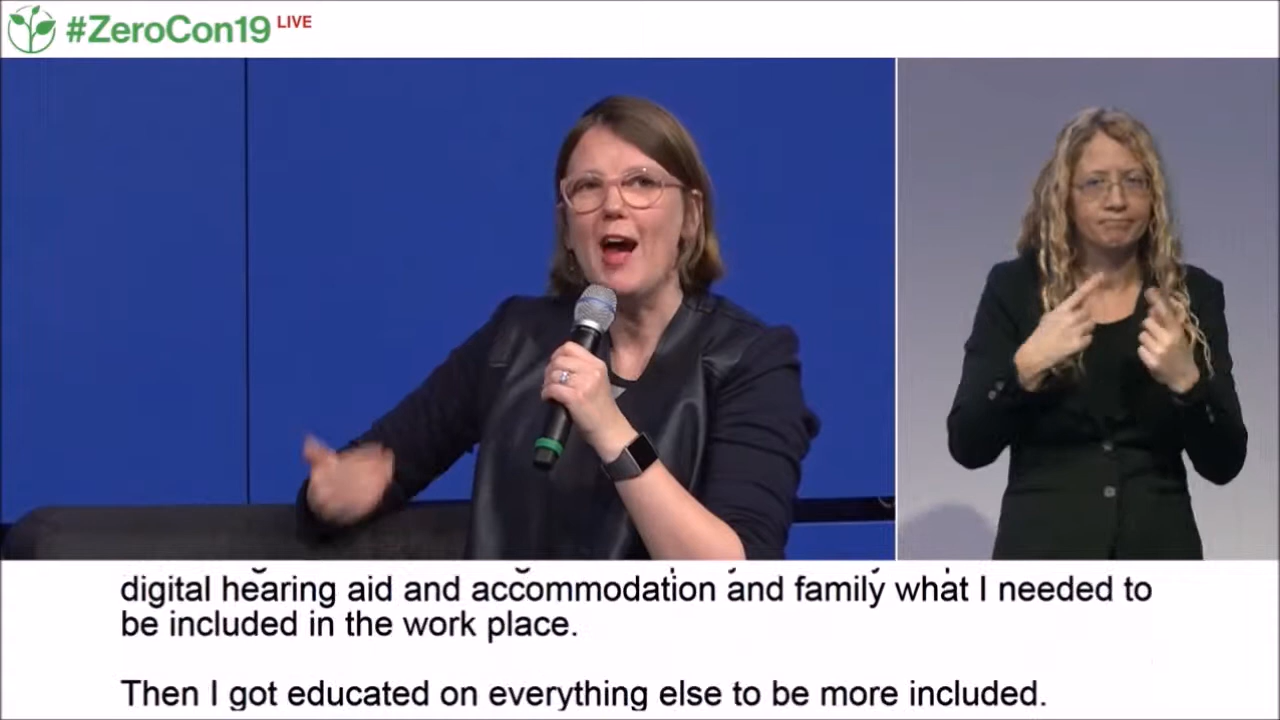 #ZeroCon19 LIVE
digital hearing aid and accommodation and family what I needed to
be included in the work place.
Then I got educated on everything else to be more included.